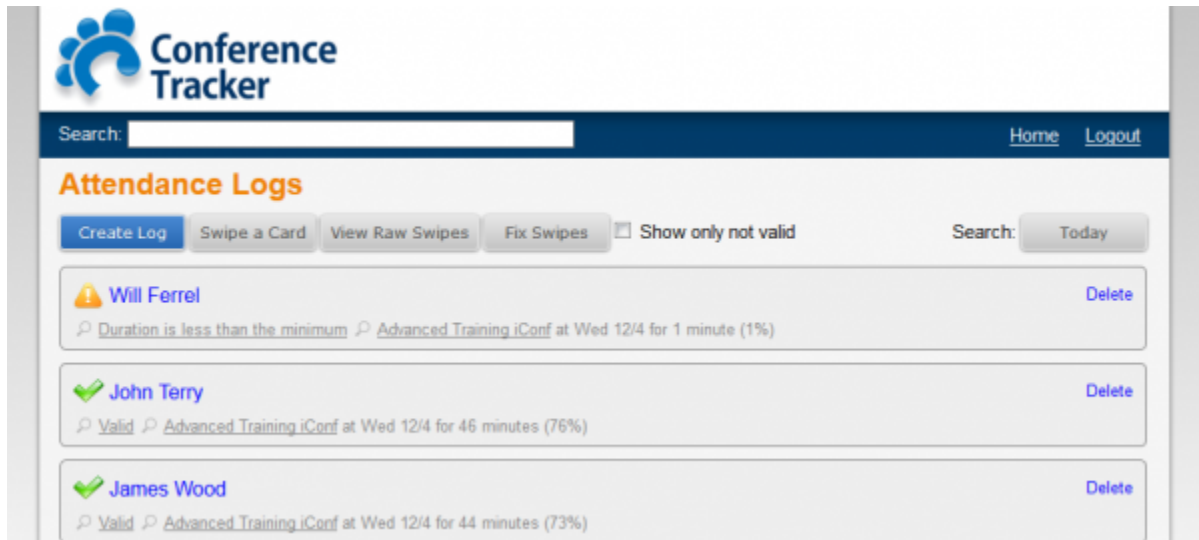 Conference
Tracker
Search: Home Logout
Attendance Logs
Create Log Swipe a Card View Raw Swipes Fix Swipes Show only not valid Search: Today
Will Ferrel Delete
Duration is less than the minimum Advanced Training iConf at Wed 12/4 for 1 minute (1%)
John Terry Delete
Valid Advanced Training iConf at Wed 12/4 for 46 minutes (76%)
James Wood Delete
Valid Advanced Training iConf at Wed 12/4 for 44 minutes (73%)